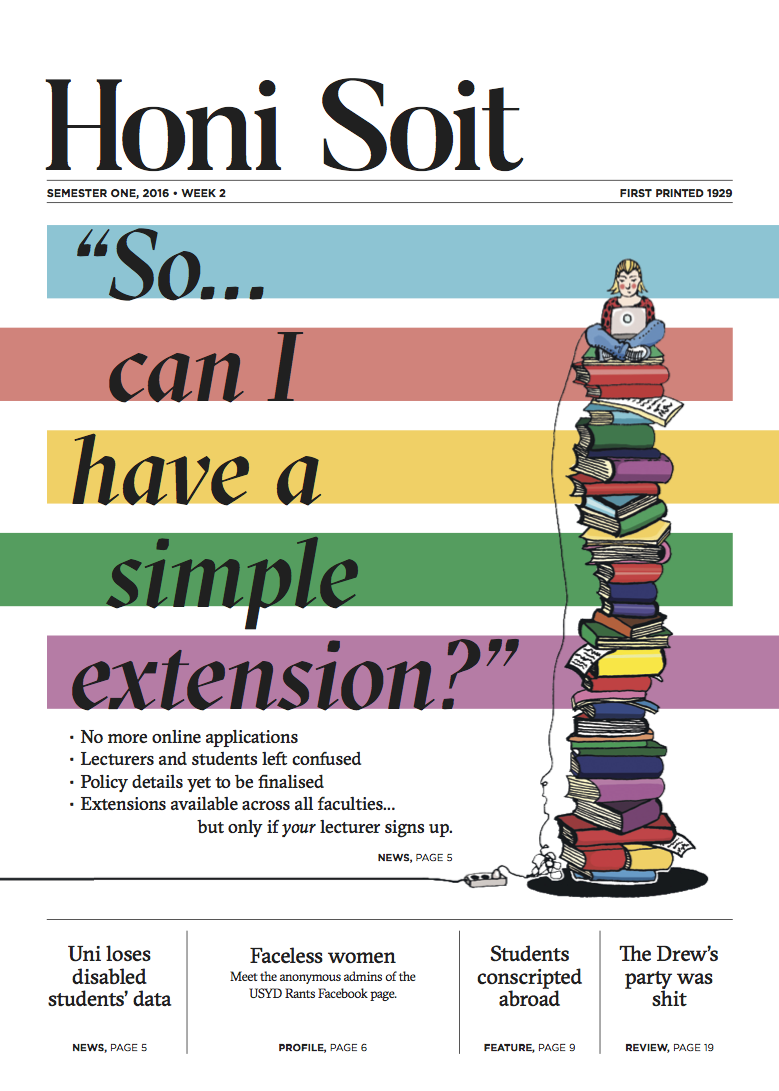 Honi Soit
SEMESTER ONE, 2016 • WEEK 2
FIRST PRINTED 1929
“So...
can I
have a
simple
extension?”
· No more online applications
· Lecturers and students left confused
· Policy details yet to be finalised
· Extensions available across all faculties...
but only if your lecturer signs up.
NEWS, PAGE 5
Uni loses
disabled
students’ data
NEWS, PAGE 5
Faceless women
Meet the anonymous admins of the
USYD Rants Facebook page.
PROFILE, PAGE 6
Students
conscripted
abroad
FEATURE, PAGE 9
The Drew’s
party was
shit
REVIEW, PAGE 19